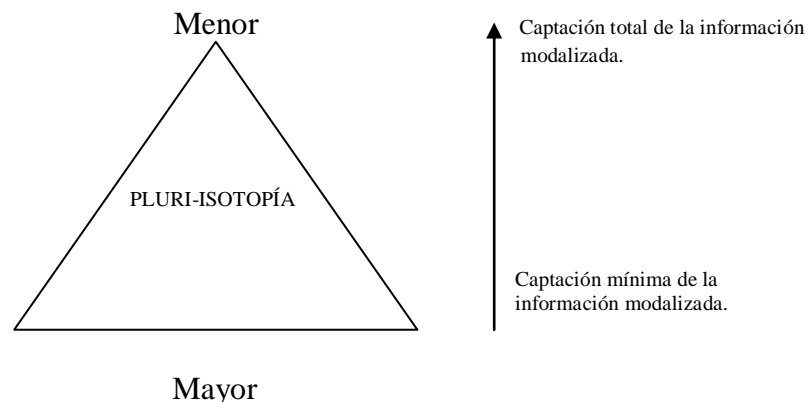 Menor
Captación total de la información
modalizada.
PLURI-ISOTOPÍA
Captación mínima de la
información modalizada.
Mayor